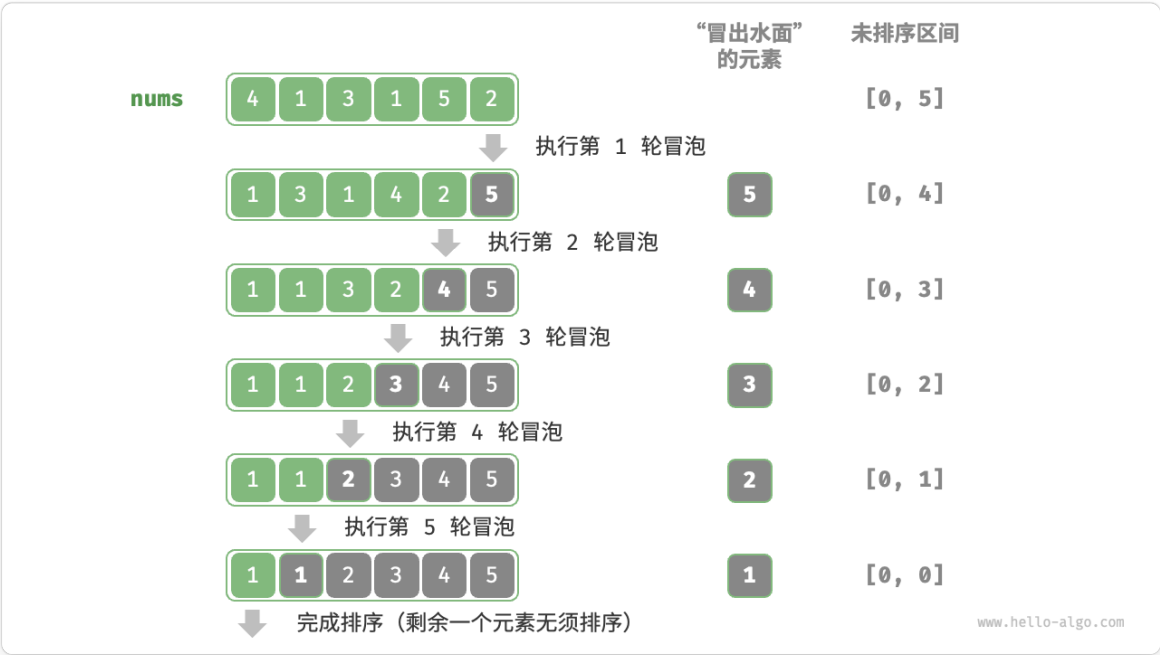 “冒出水面” 未排序区间
的元素
nums 4 1 3 1 5 2 [0, 5]
执行第 1 轮冒泡
1 3 1 4 2 5 5 [0, 4]
执行第 2 轮冒泡
1 1 3 2 4 5 4 [0, 3]
执行第 3 轮冒泡
1 1 2 3 4 5 3 [0, 2]
执行第 4 轮冒泡
1 1 2 3 4 5 2 [0, 1]
执行第 5 轮冒泡
1 1 2 3 4 5 1 [0, 0]
完成排序（剩余一个元素无须排序）
www.hello-algo.com